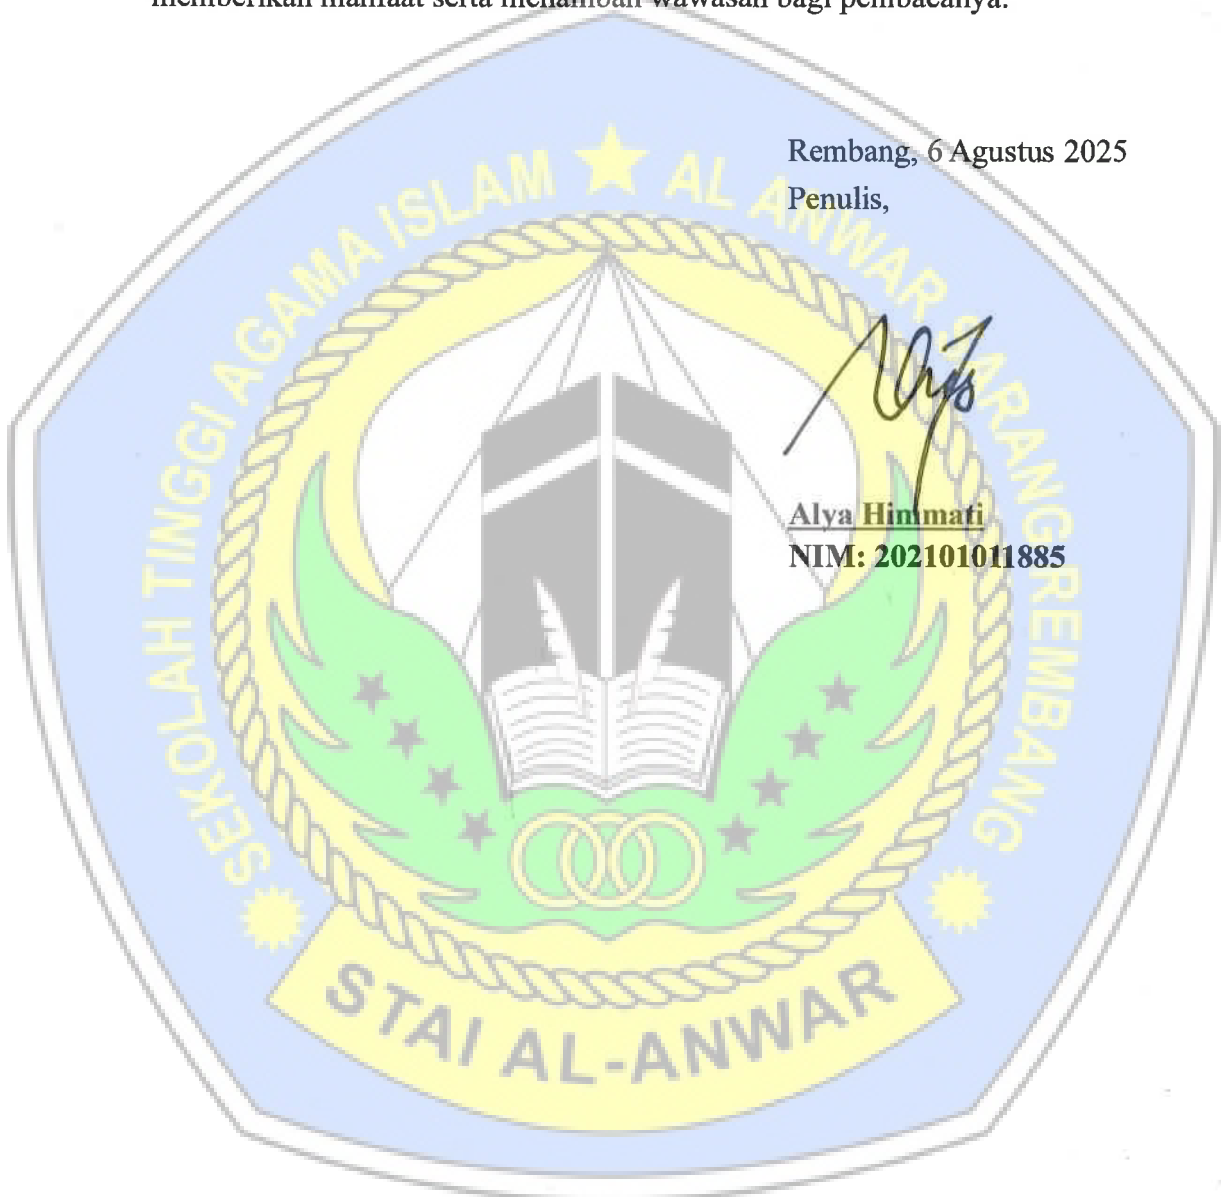 memberikan manfaat serta menambah wawasan bagi pembacanya.
Rembang, 6 Agustus 2025
Penulis,
Alya Himmati
NIM: 202101011885
SEKOLAH TINGGI AGAMA ISLAM ★ AL ANWAR SARANG REMBANG
STAI AL-ANWAR